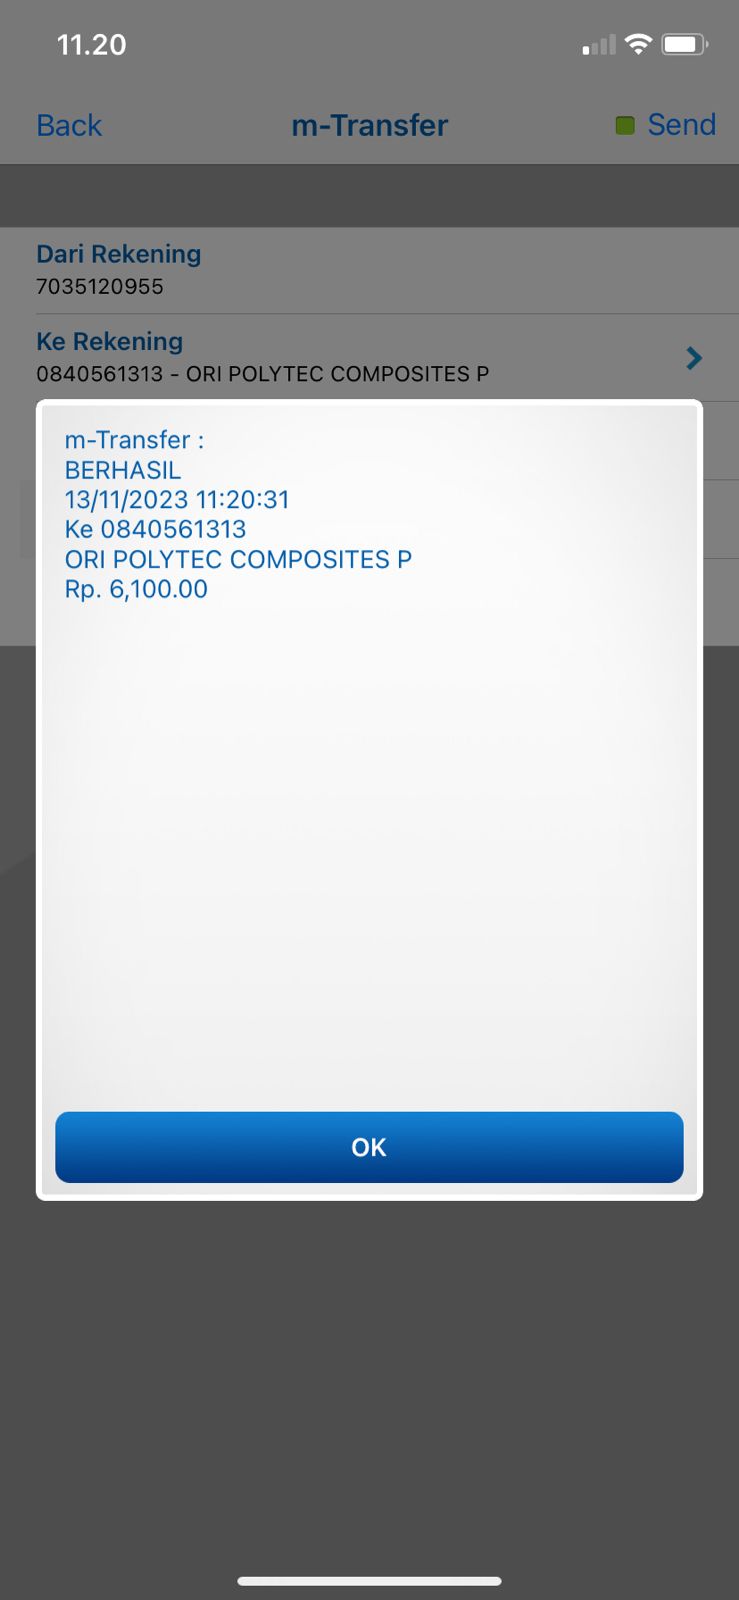 11.20
Back
m-Transfer
Send
Dari Rekening
7035120955
Ke Rekening
0840561313 - ORI POLYTEC COMPOSITES P
m-Transfer :
BERHASIL
13/11/2023 11:20:31
Ke 0840561313
ORI POLYTEC COMPOSITES P
Rp. 6,100.00
OK